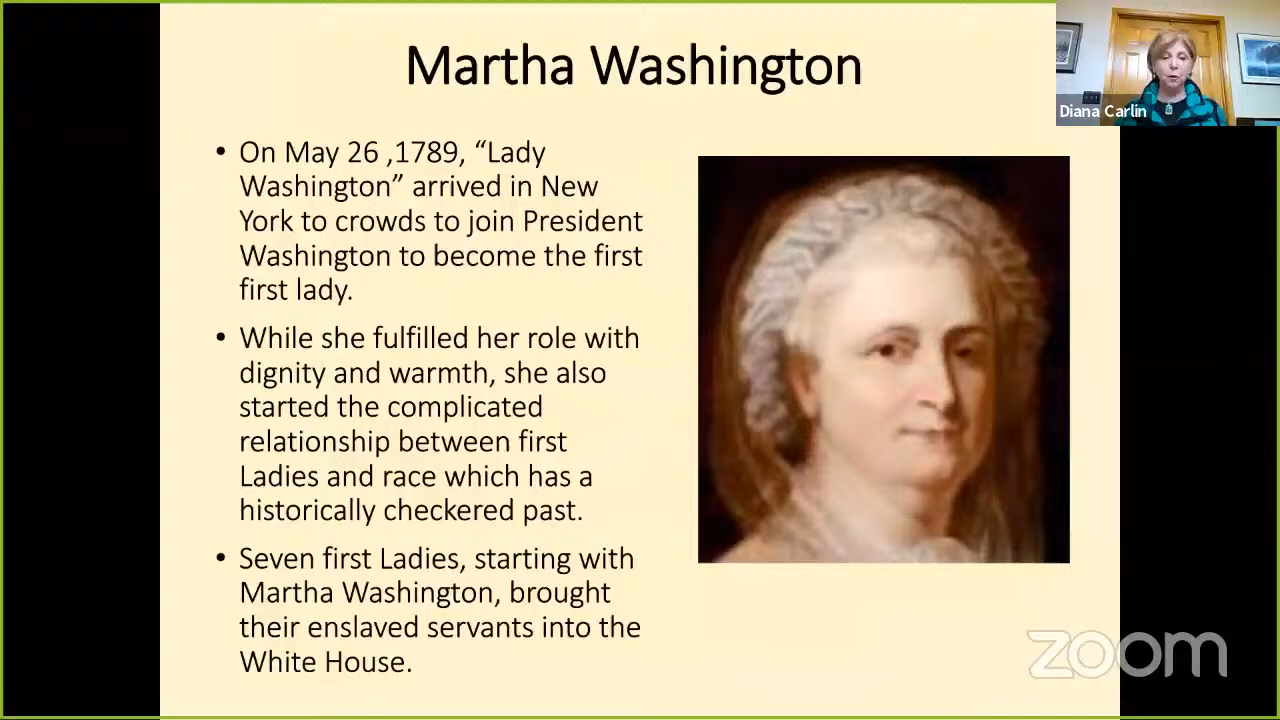 Martha Washington
Diana Carlin
• On May 26 ,1789, “Lady
Washington” arrived in New
York to crowds to join President
Washington to become the first
first lady.
• While she fulfilled her role with
dignity and warmth, she also
started the complicated
relationship between first
Ladies and race which has a
historically checkered past.
• Seven first Ladies, starting with
Martha Washington, brought
their enslaved servants into the
White House.
zoom